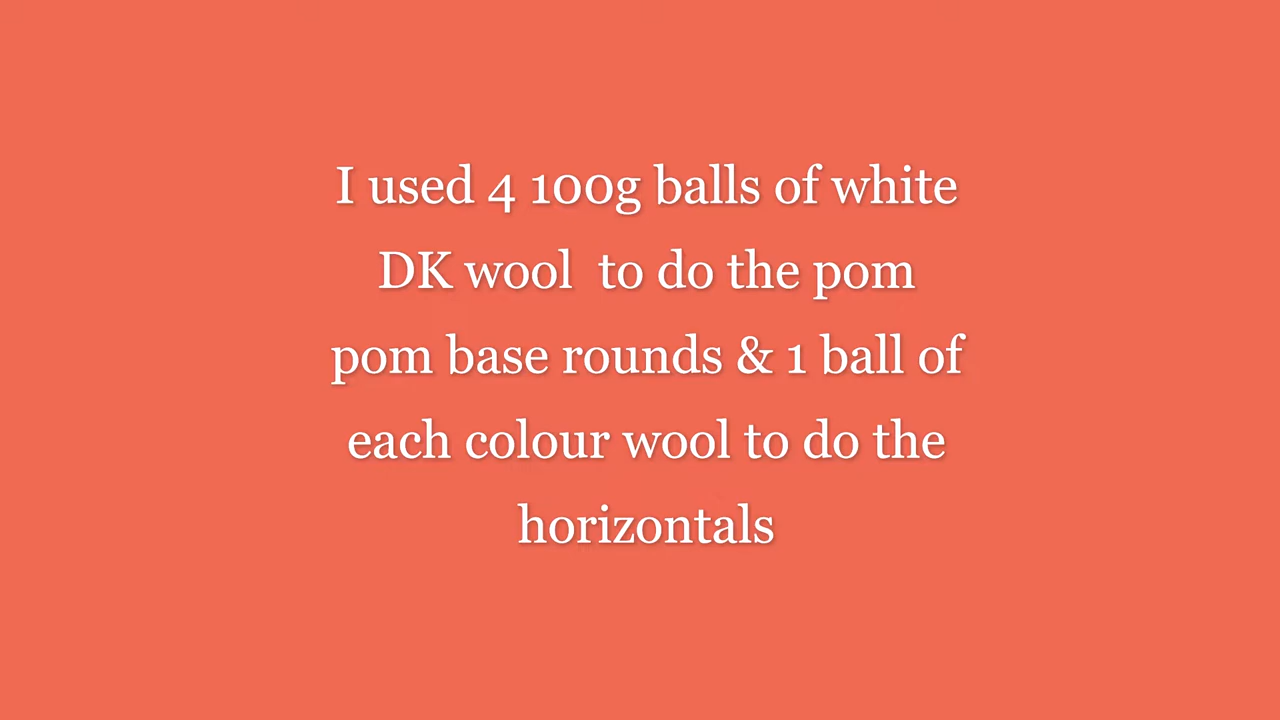 I used 4 100g balls of white
DK wool  to do the pom
pom base rounds & 1 ball of
each colour wool to do the
horizontals